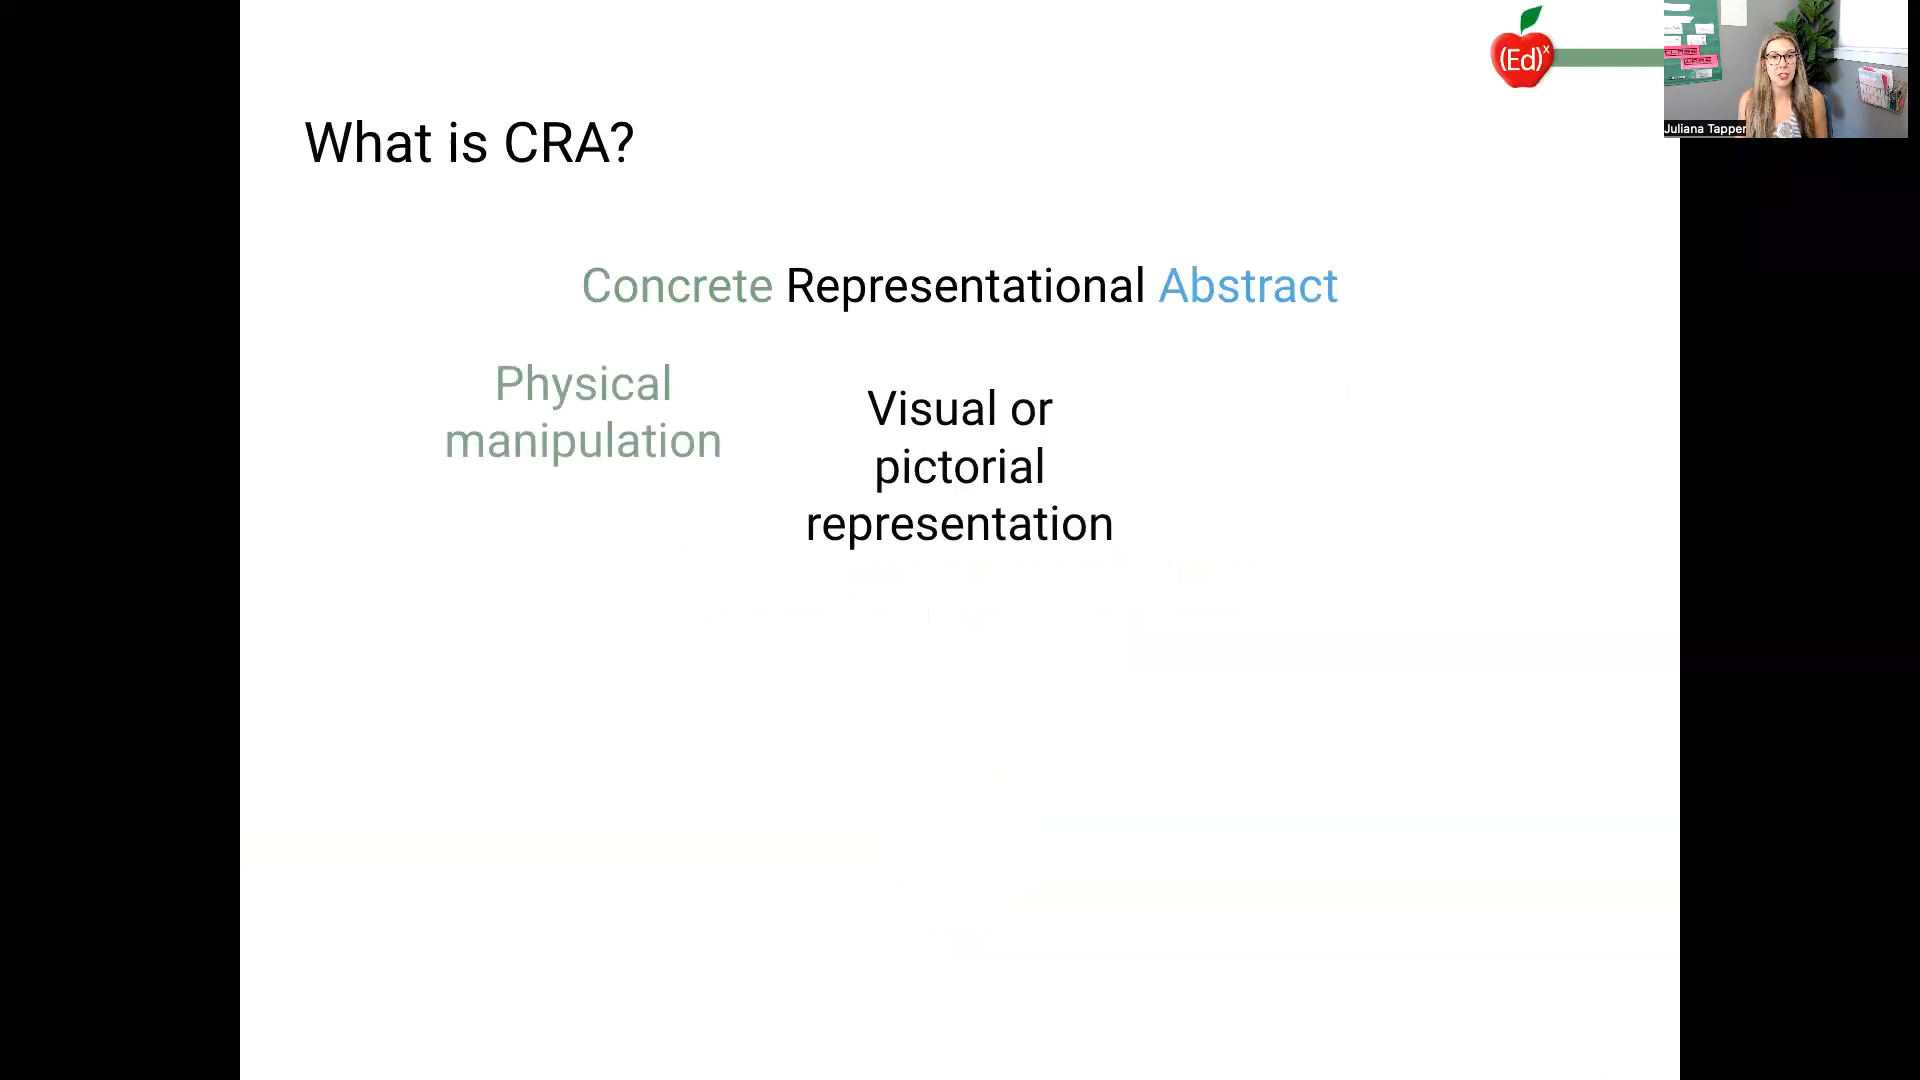 (Ed)x
Juliana Tapper
What is CRA?
Concrete Representational Abstract
Physical
manipulation
Visual or
pictorial
representation